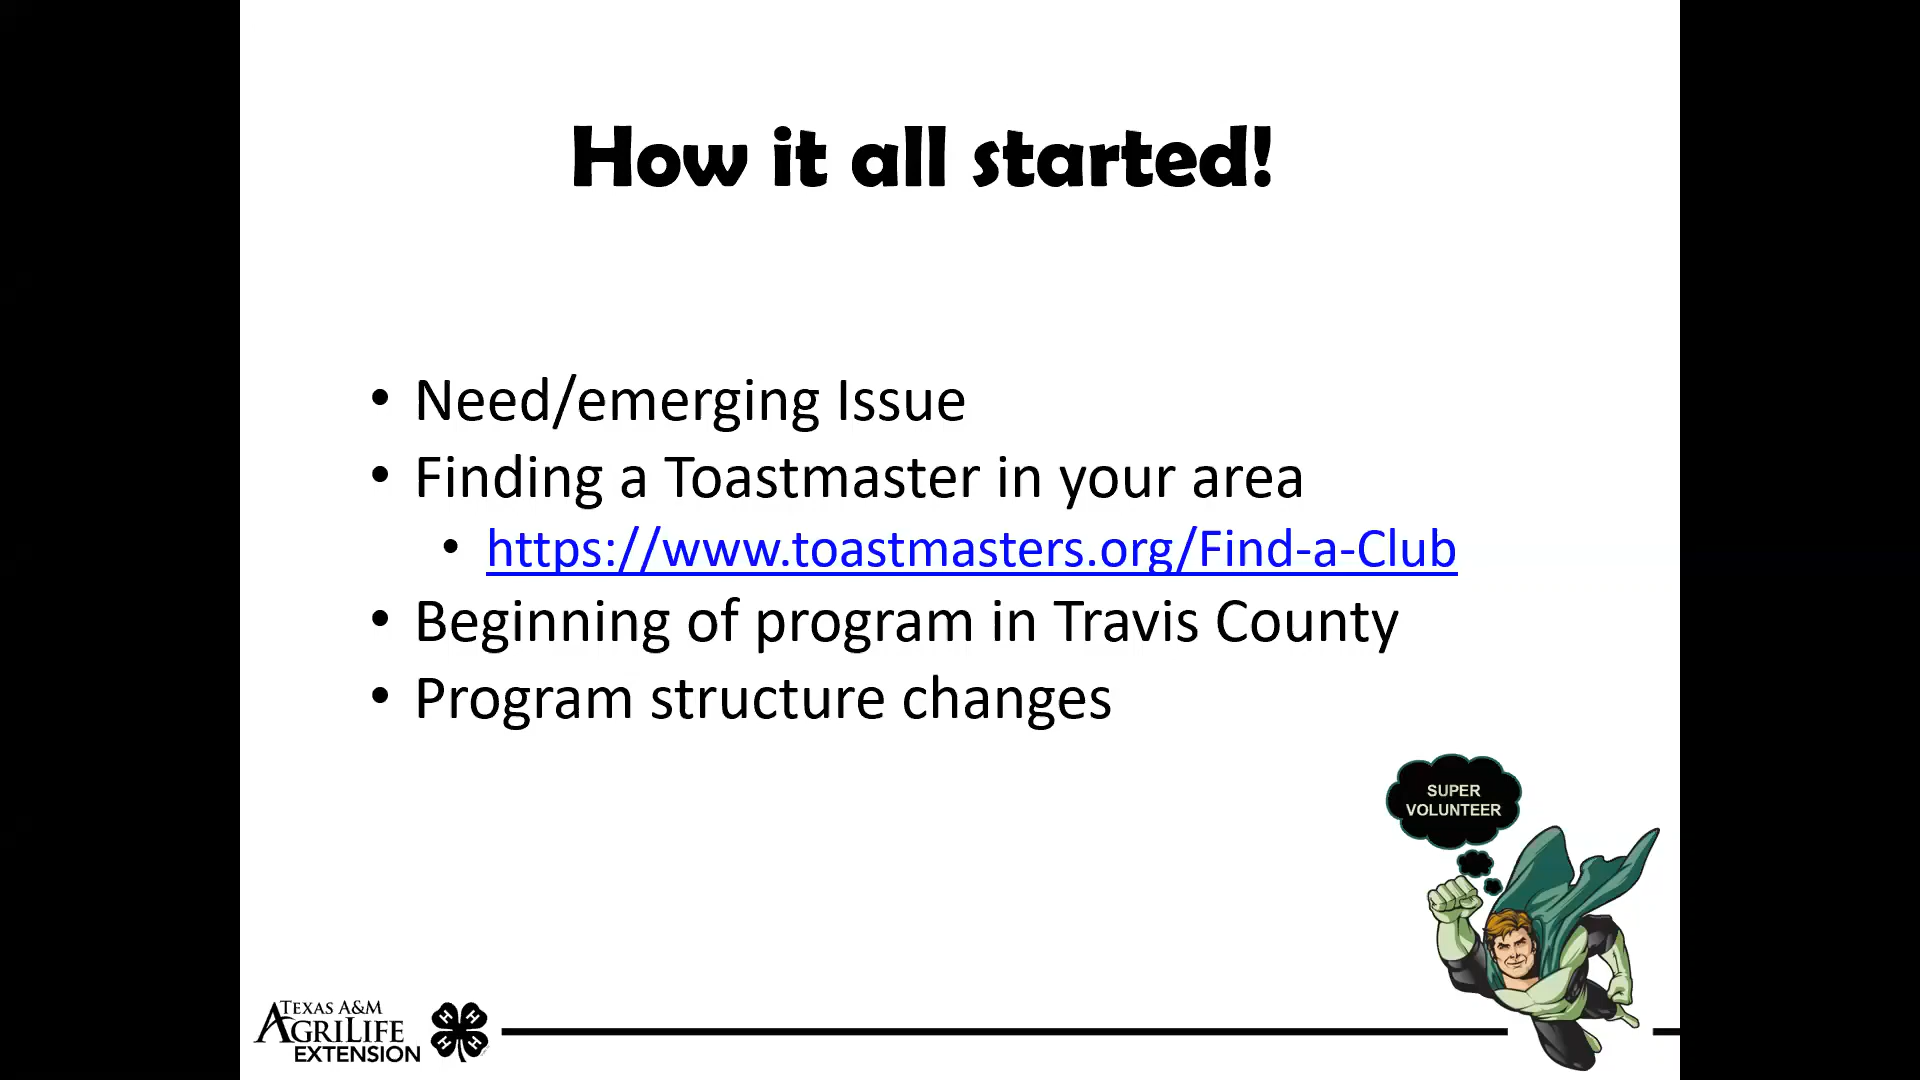 How it all started!
• Need/emerging Issue
• Finding a Toastmaster in your area
• https://www.toastmasters.org/Find-a-Club
• Beginning of program in Travis County
• Program structure changes
SUPER
VOLUNTEER
TEXAS A&M
AGRILIFE
EXTENSION
H H
H H